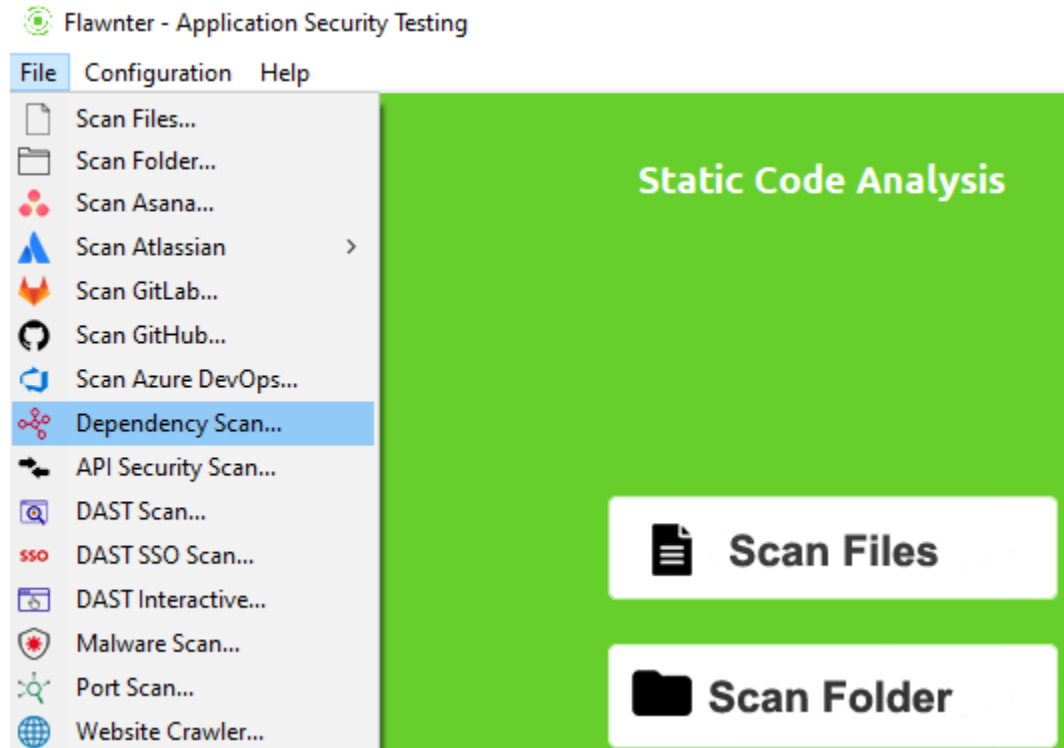 Flawnter - Application Security Testing
File Configuration Help
Scan Files...
Scan Folder...
Scan Asana...
Scan Atlassian
Scan GitLab...
Scan GitHub...
Scan Azure DevOps...
Dependency Scan...
API Security Scan...
DAST Scan...
SSO DAST SSO Scan...
DAST Interactive...
Malware Scan...
Port Scan...
Website Crawler...
Static Code Analysis
Scan Files
Scan Folder